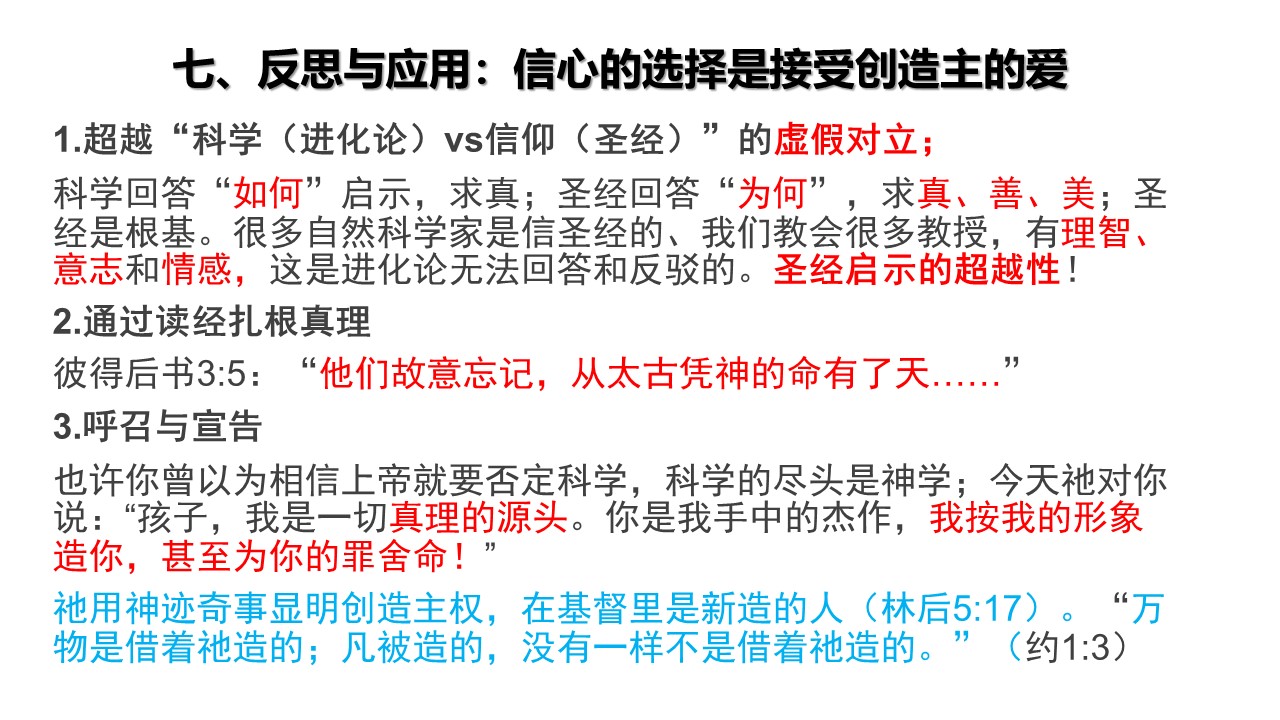 七、反思与应用：信心的选择是接受创造主的爱
1.超越“科学（进化论）vs信仰（圣经）”的虚假对立；
科学回答“如何”启示，求真；圣经回答“为何”，求真、善、美；圣
经是根基。很多自然科学家是信圣经的、我们教会很多教授，有理智、
意志和情感，这是进化论无法回答和反驳的。圣经启示的超越性！
2.通过读经扎根真理
彼得后书3:5：“他们故意忘记，从太古凭神的命有了天……”
3.呼召与宣告
也许你曾以为相信上帝就要否定科学，科学的尽头是神学；今天祂对你
说：“孩子，我是一切真理的源头。你是我手中的杰作，我按我的形象
造你，甚至为你的罪舍命！”
祂用神迹奇事显明创造主权，在基督里是新造的人（林后5:17）。“万
物是借着祂造的；凡被造的，没有一样不是借着祂造的。”（约1:3）